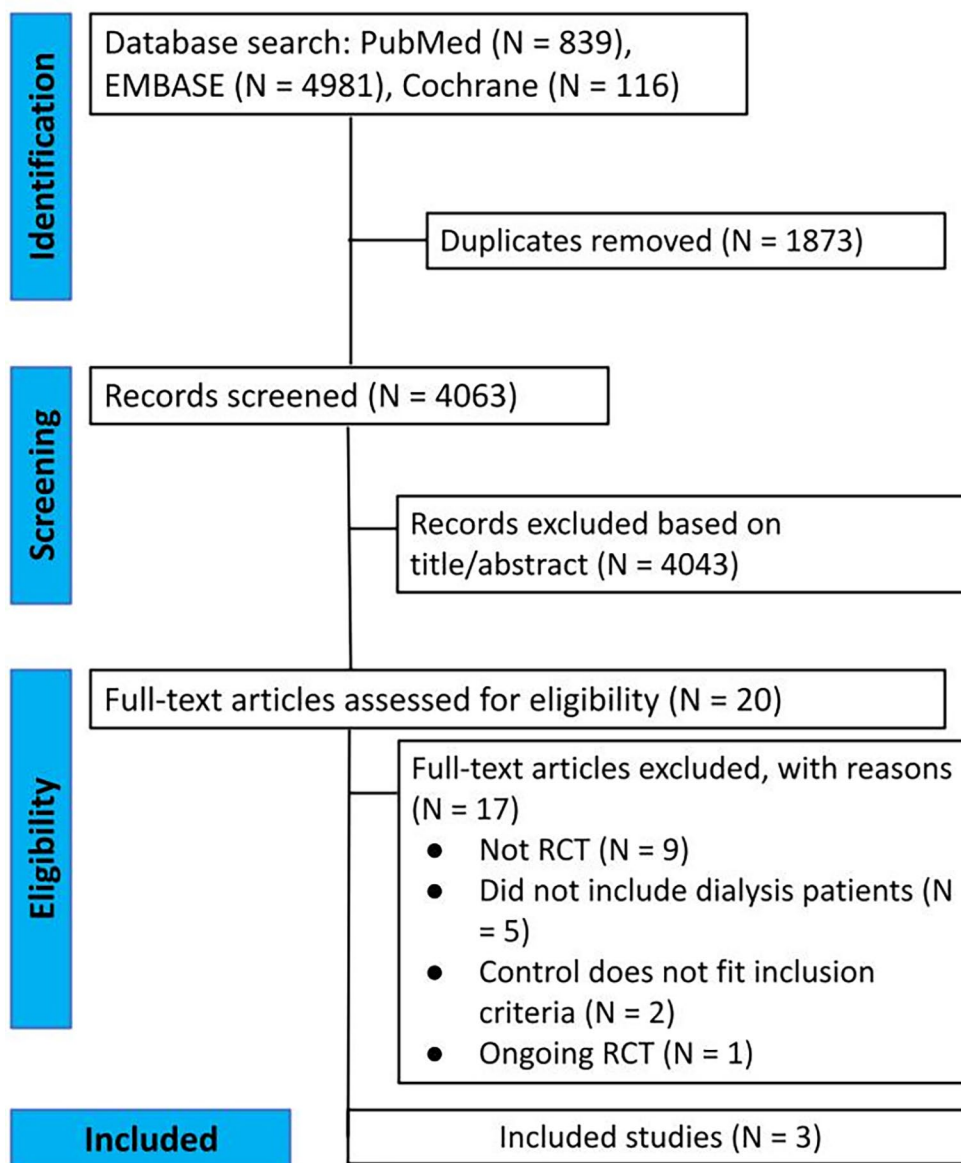 Identification
Database search: PubMed (N = 839),
EMBASE (N = 4981), Cochrane (N = 116)
Duplicates removed (N = 1873)
Screening
Records screened (N = 4063)
Records excluded based on
title/abstract (N = 4043)
Eligibility
Full-text articles assessed for eligibility (N = 20)
Full-text articles excluded, with reasons
(N = 17)
● Not RCT (N = 9)
● Did not include dialysis patients (N
= 5)
● Control does not fit inclusion
criteria (N = 2)
● Ongoing RCT (N = 1)
Included
Included studies (N = 3)